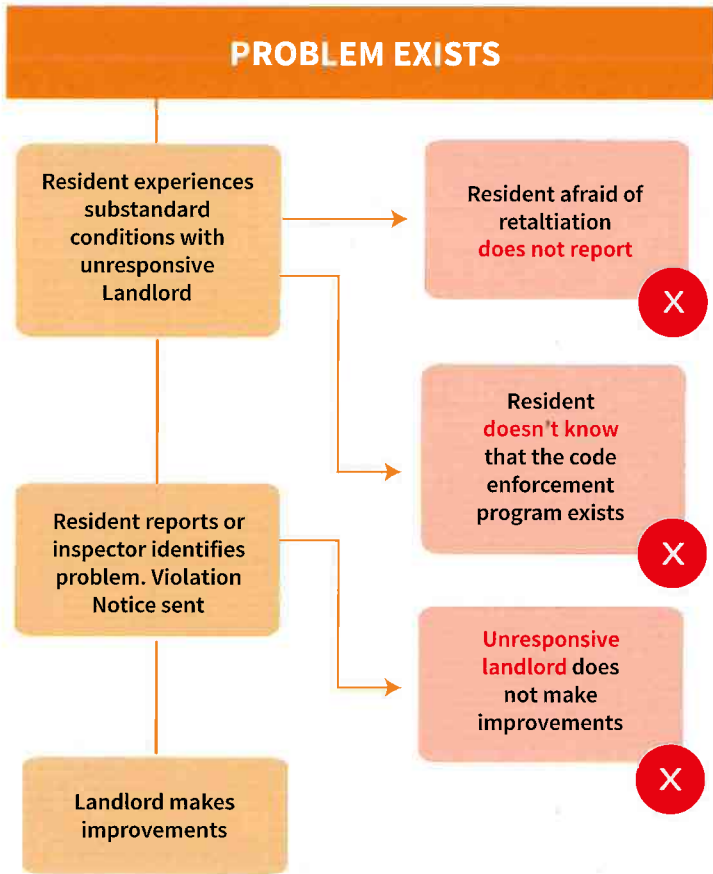 PROBLEM EXISTS
Resident experiences
substandard
conditions with
unresponsive
Landlord
Resident afraid of
retaltiation
does not report
X
Resident
doesn't know
that the code
enforcement
program exists
X
Resident reports or
inspector identifies
problem. Violation
Notice sent
Unresponsive
landlord does
not make
improvements
X
Landlord makes
improvements